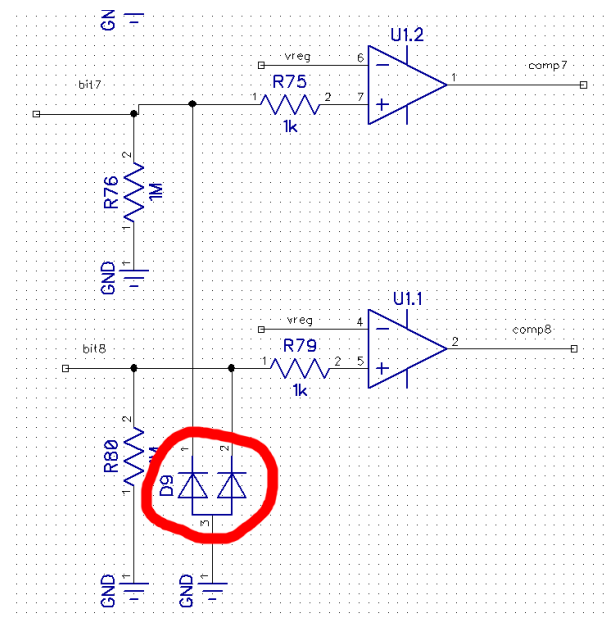 GN
U1.2
vreg
6
comp7
bit7
R75
1
1
2
7
1k
2
R76
1M
1
1
GND
U1.1
vreg
4
2
comp8
bit8
R79
1
2
5
1k
2
R80
1
1
2
D9
3
1
GND
1
GND